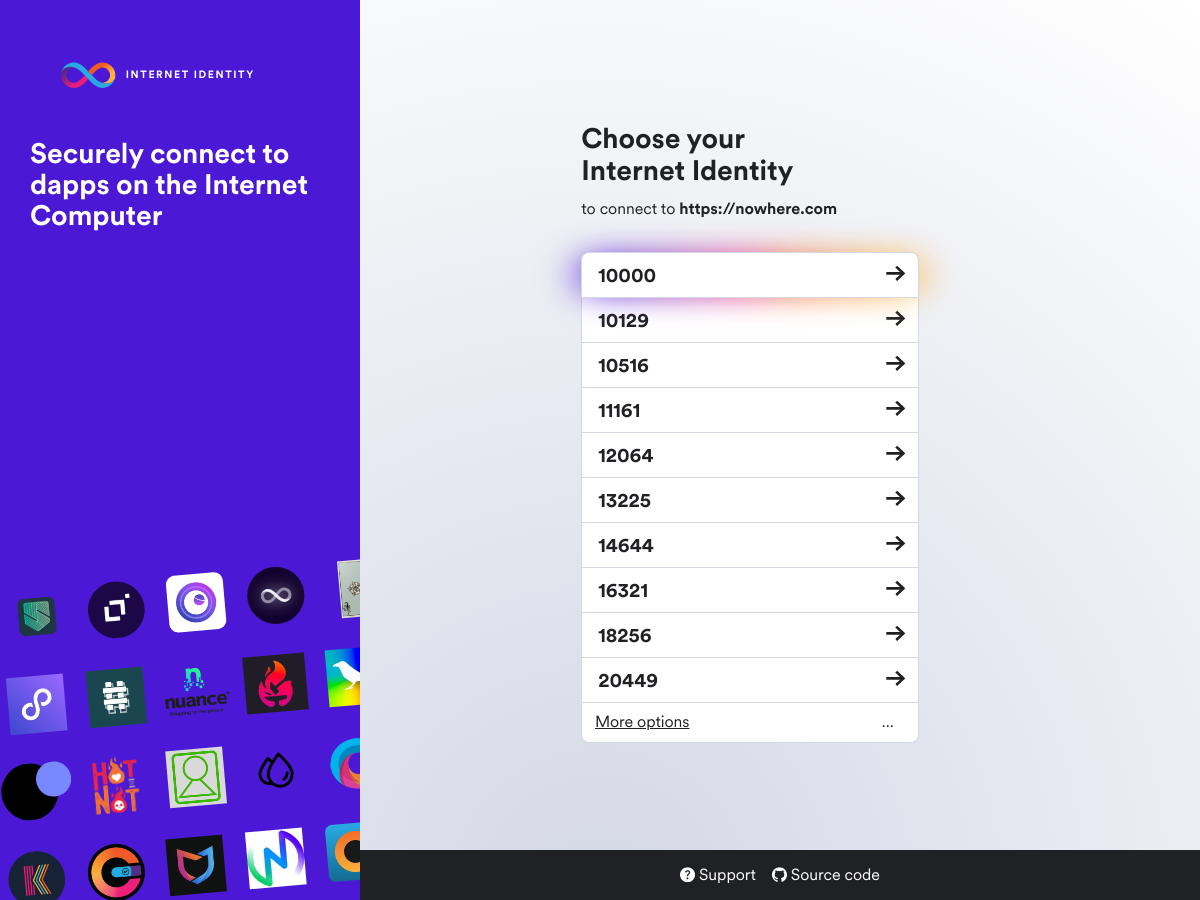 INTERNET IDENTITY
Securely connect to
dapps on the Internet
Computer
nuance
HOT
NOT
Choose your
Internet Identity
to connect to https://nowhere.com
10000
10129
10516
11161
12064
13225
14644
16321
18256
20449
More options ...
Support Source code